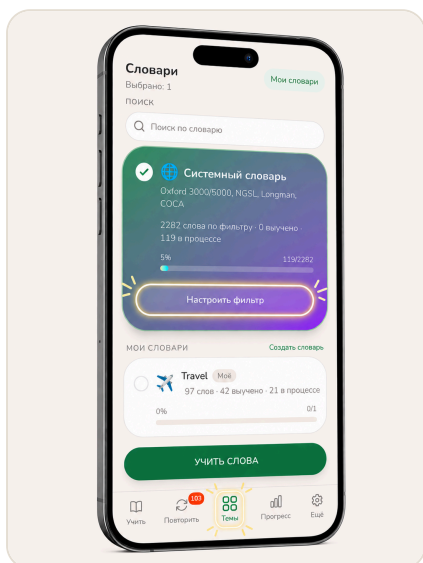 Словари
Мои словари
Выбрано: 1
ПОИСК
Поиск по словарю
Системный словарь
Oxford 3000/5000, NGSL, Longman,
COCA
2282 слова по фильтру · 0 выучено ·
119 в процессе
5% 119/2282
Настроить фильтр
МОИ СЛОВАРИ Создать словарь
Travel Моё
97 слов · 42 выучено · 21 в процессе
0% 0/1
УЧИТЬ СЛОВА
103
Учить Повторить Темы Прогресс Ещё